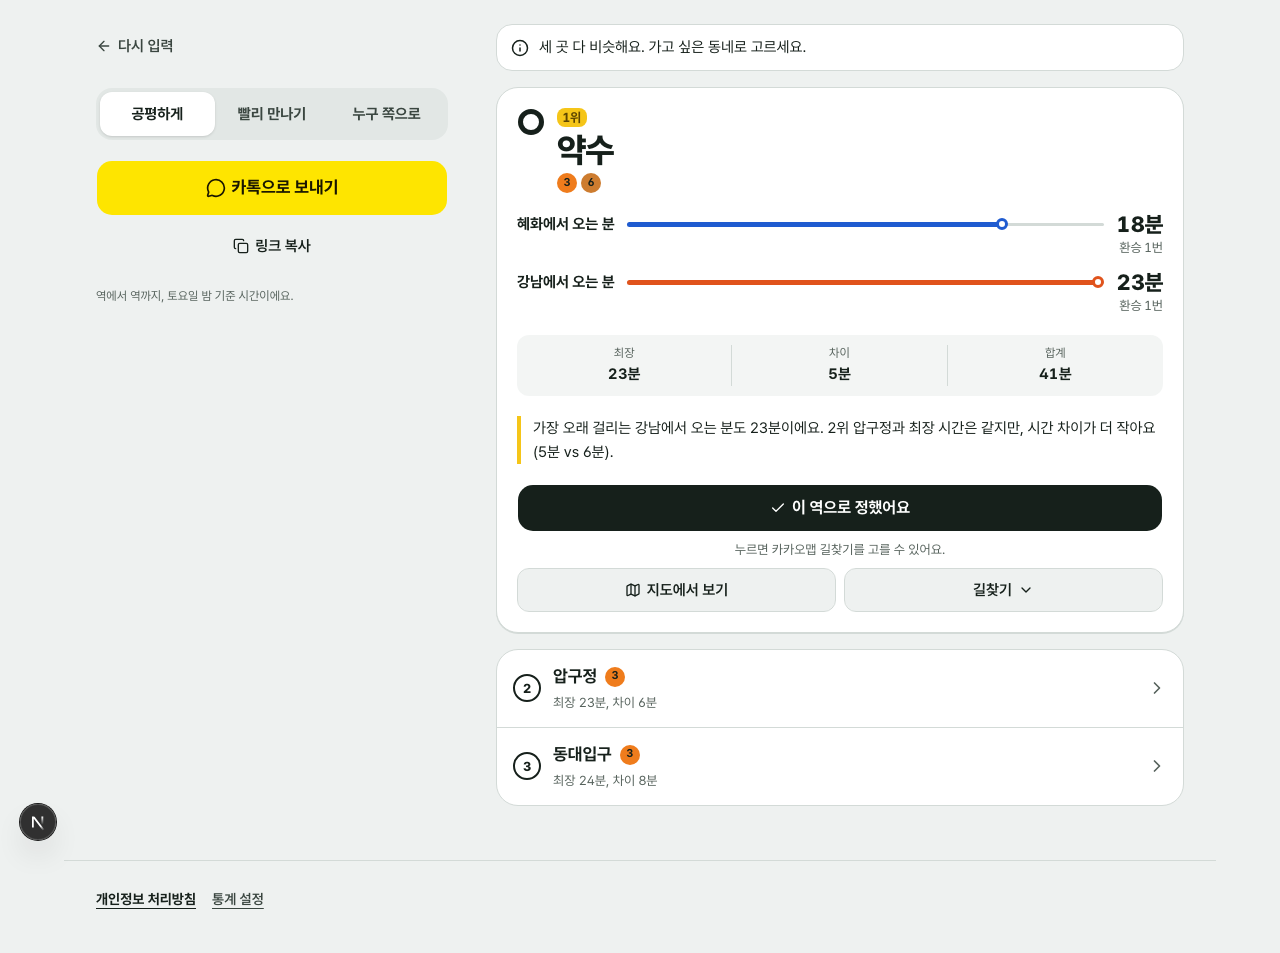 다시 입력
공평하게
빨리 만나기
누구 쪽으로
카톡으로 보내기
링크 복사
역에서 역까지, 토요일 밤 기준 시간이에요.
세 곳 다 비슷해요. 가고 싶은 동네로 고르세요.
1위
약수
3 6
혜화에서 오는 분
18분
환승 1번
강남에서 오는 분
23분
환승 1번
최장
23분
차이
5분
합계
41분
가장 오래 걸리는 강남에서 오는 분도 23분이에요. 2위 압구정과 최장 시간은 같지만, 시간 차이가 더 작아요
(5분 vs 6분).
이 역으로 정했어요
누르면 카카오맵 길찾기를 고를 수 있어요.
지도에서 보기
길찾기
2
압구정 3
최장 23분, 차이 6분
3
동대입구 3
최장 24분, 차이 8분
N
개인정보 처리방침
통계 설정